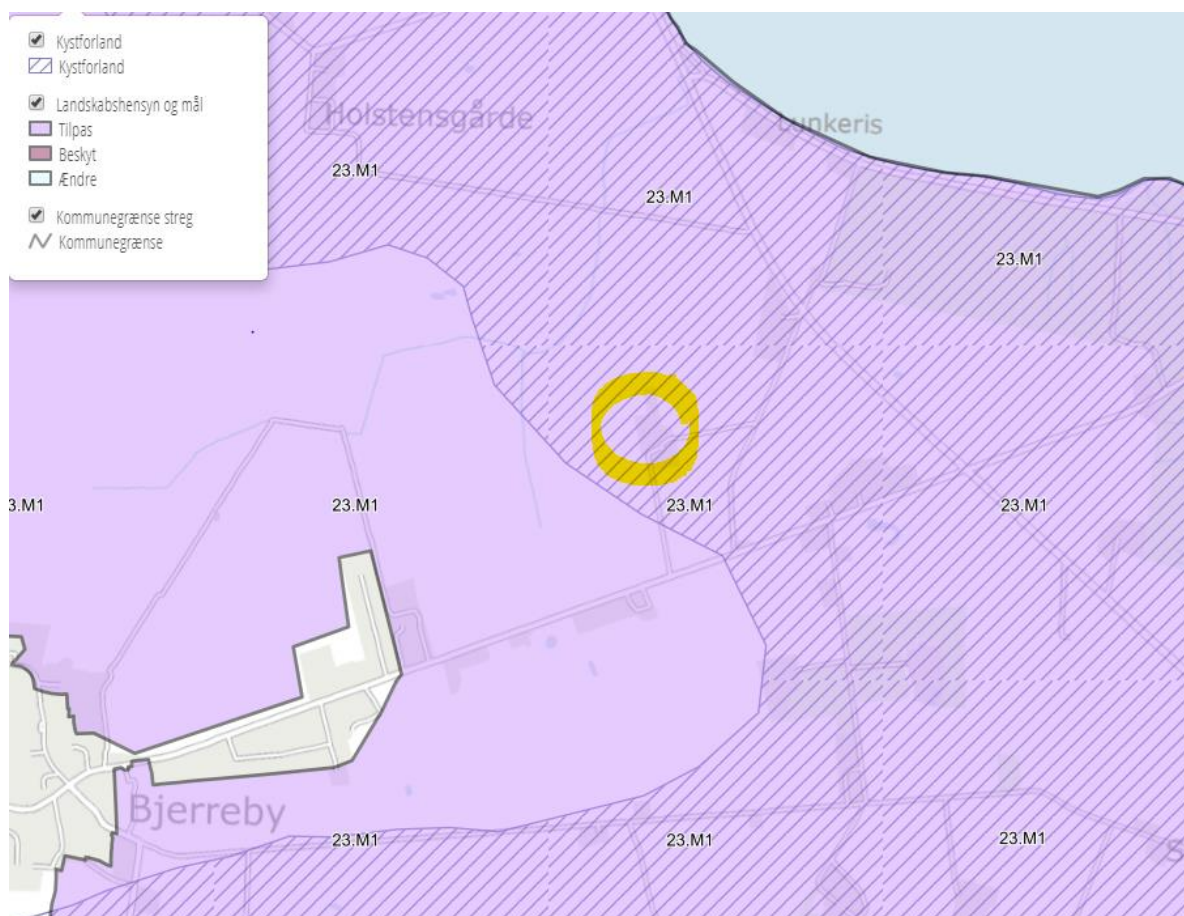 Kystforland
Kystforland
Landskabshensyn og mål
Tilpas
Beskyt
Ændre
Kommunegrænse streg
Kommunegrænse
Holstensgårde
Lunkeris
23.M1
23.M1
23.M1
3.M1
23.M1
23.M1
23.M1
Bjerreby
23.M1
23.M1
23.M1
S